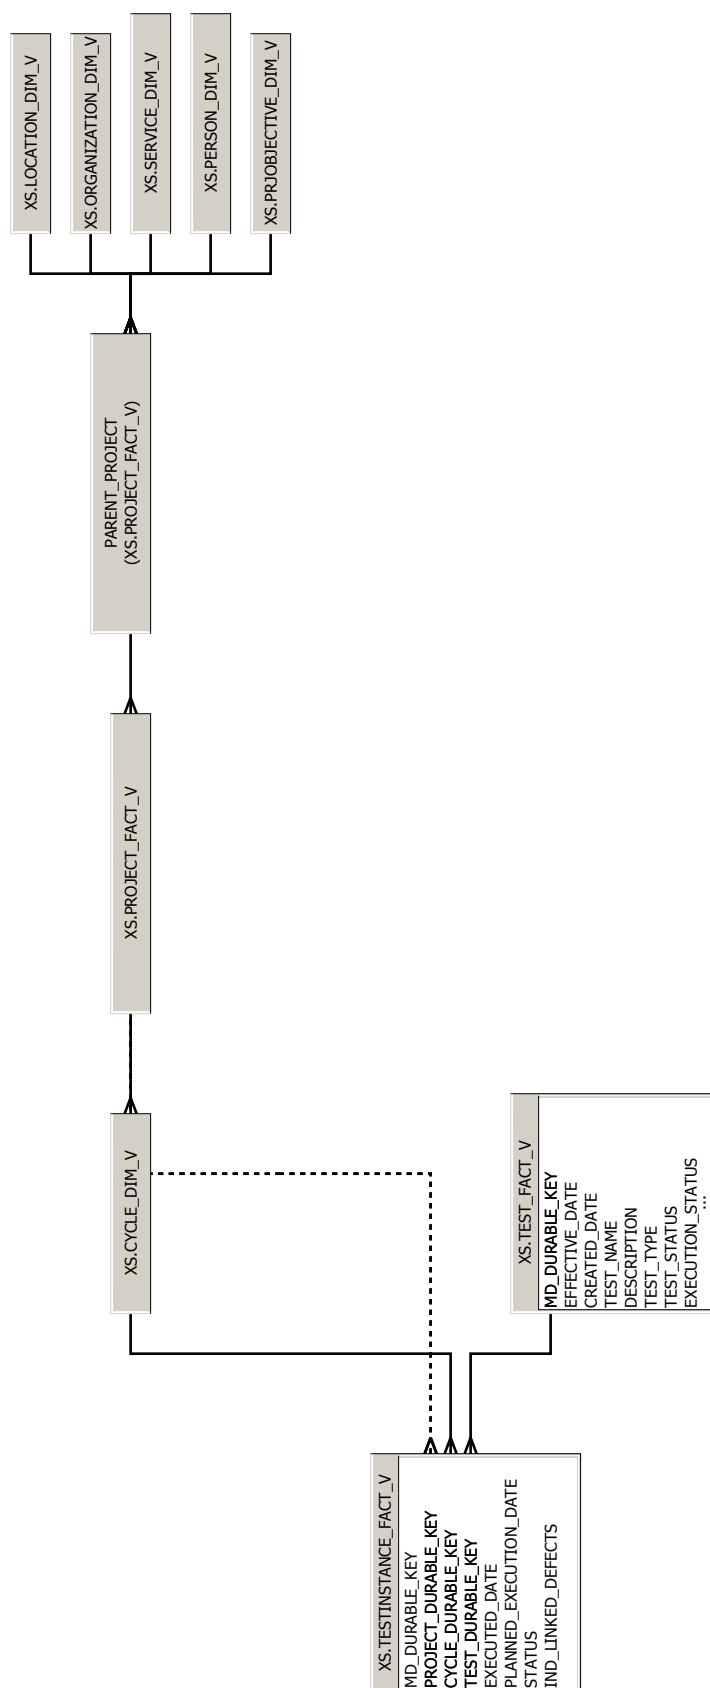 XS.LOCATION_DIM_V
XS.ORGANIZATION_DIM_V
XS.SERVICE_DIM_V
XS.PERSON_DIM_V
XS.PRJOBJECTIVE_DIM_V
PARENT_PROJECT
(XS.PROJECT_FACT_V)
XS.PROJECT_FACT_V
XS.CYCLE_DIM_V
XS.TEST_FACT_V
MD_DURABLE_KEY
EFFECTIVE_DATE
CREATED_DATE
TEST_NAME
DESCRIPTION
TEST_TYPE
TEST_STATUS
EXECUTION_STATUS
...
XS.TESTINSTANCE_FACT_V
MD_DURABLE_KEY
PROJECT_DURABLE_KEY
CYCLE_DURABLE_KEY
TEST_DURABLE_KEY
EXECUTED_DATE
PLANNED_EXECUTION_DATE
STATUS
IND_LINKED_DEFECTS